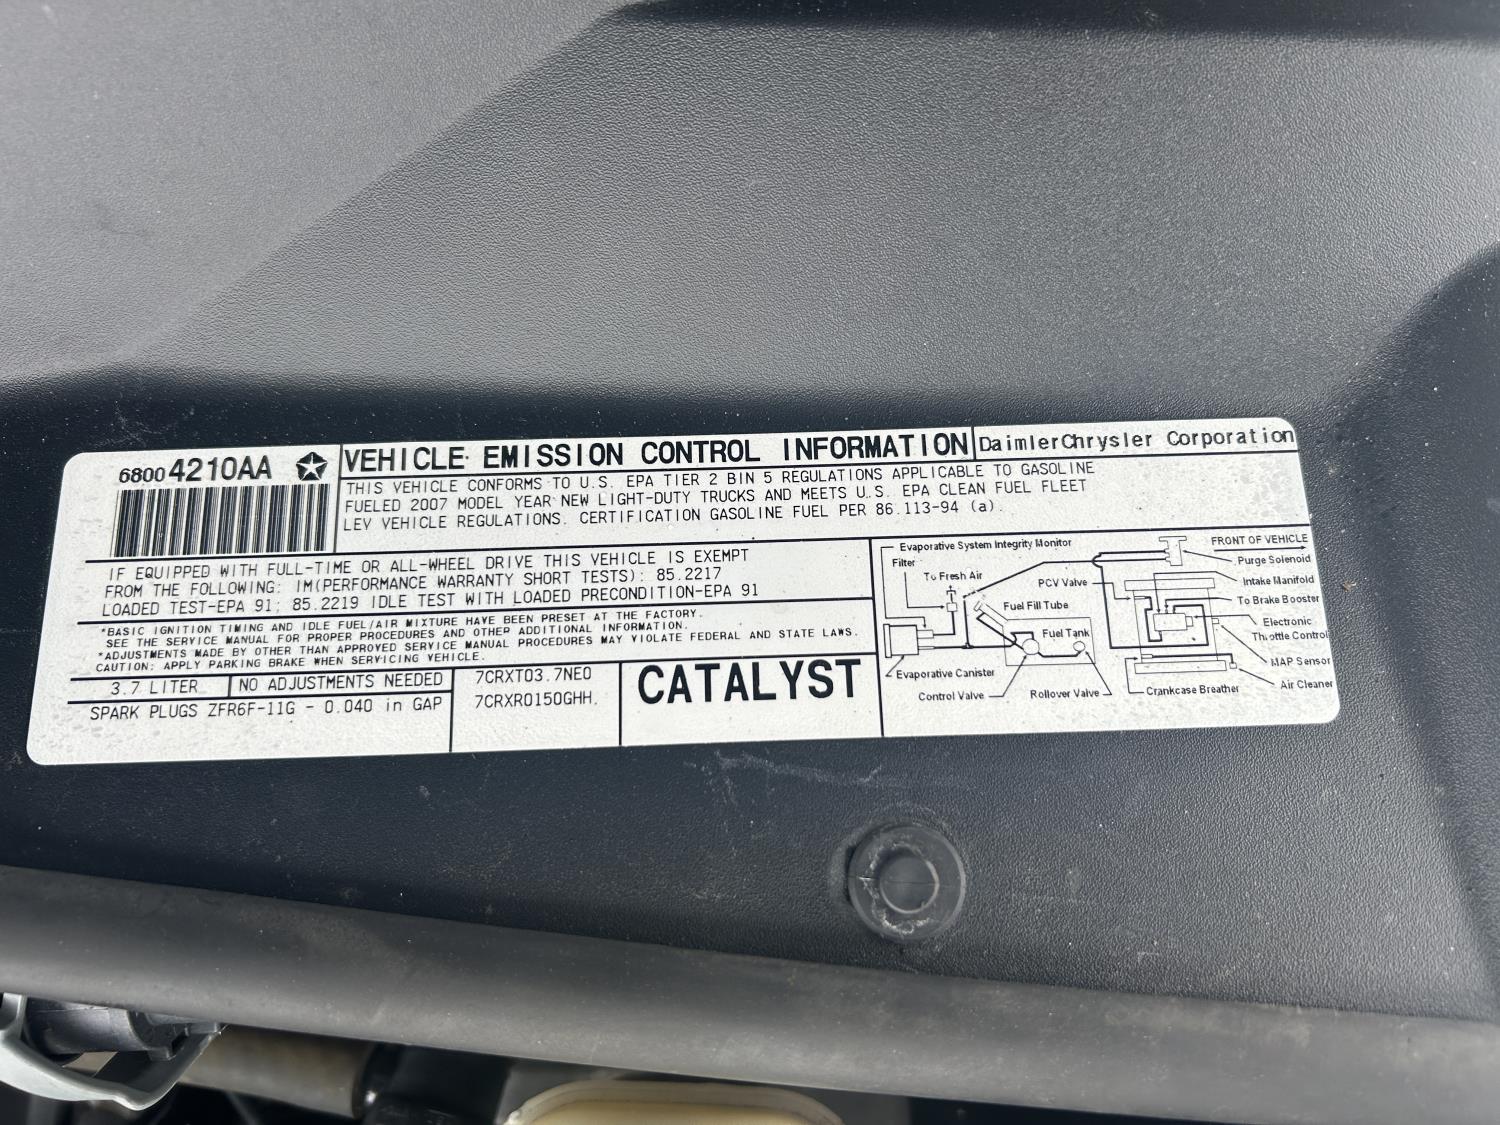 68004210AA
VEHICLE EMISSION CONTROL INFORMATION
DaimlerChrysler Corporation
THIS VEHICLE CONFORMS TO U.S. EPA TIER 2 BIN 5 REGULATIONS APPLICABLE TO GASOLINE
FUELED 2007 MODEL YEAR NEW LIGHT-DUTY TRUCKS AND MEETS U.S. EPA CLEAN FUEL FLEET
LEV VEHICLE REGULATIONS. CERTIFICATION GASOLINE FUEL PER 86.113-94 (a).
IF EQUIPPED WITH FULL-TIME OR ALL-WHEEL DRIVE THIS VEHICLE IS EXEMPT
FROM THE FOLLOWING: IM(PERFORMANCE WARRANTY SHORT TESTS): 85.2217
LOADED TEST-EPA 91; 85.2219 IDLE TEST WITH LOADED PRECONDITION-EPA 91
*BASIC IGNITION TIMING AND IDLE FUEL/AIR MIXTURE HAVE BEEN PRESET AT THE FACTORY.
SEE THE SERVICE MANUAL FOR PROPER PROCEDURES AND OTHER ADDITIONAL INFORMATION.
*ADJUSTMENTS MADE BY OTHER THAN APPROVED SERVICE MANUAL PROCEDURES MAY VIOLATE FEDERAL AND STATE LAWS.
CAUTION: APPLY PARKING BRAKE WHEN SERVICING VEHICLE.
3.7 LITER
NO ADJUSTMENTS NEEDED
SPARK PLUGS ZFR6F-11G - 0.040 in GAP
7CRXT03.7NE0
7CRXR0150GHH.
CATALYST
Evaporative System Integrity Monitor
Filter
To Fresh Air
Fuel Fill Tube
Fuel Tank
Evaporative Canister
Control Valve
Rollover Valve
PCV Valve
FRONT OF VEHICLE
Purge Solenoid
Intake Manifold
To Brake Booster
Electronic
Throttle Control
MAP Sensor
Air Cleaner
Crankcase Breather